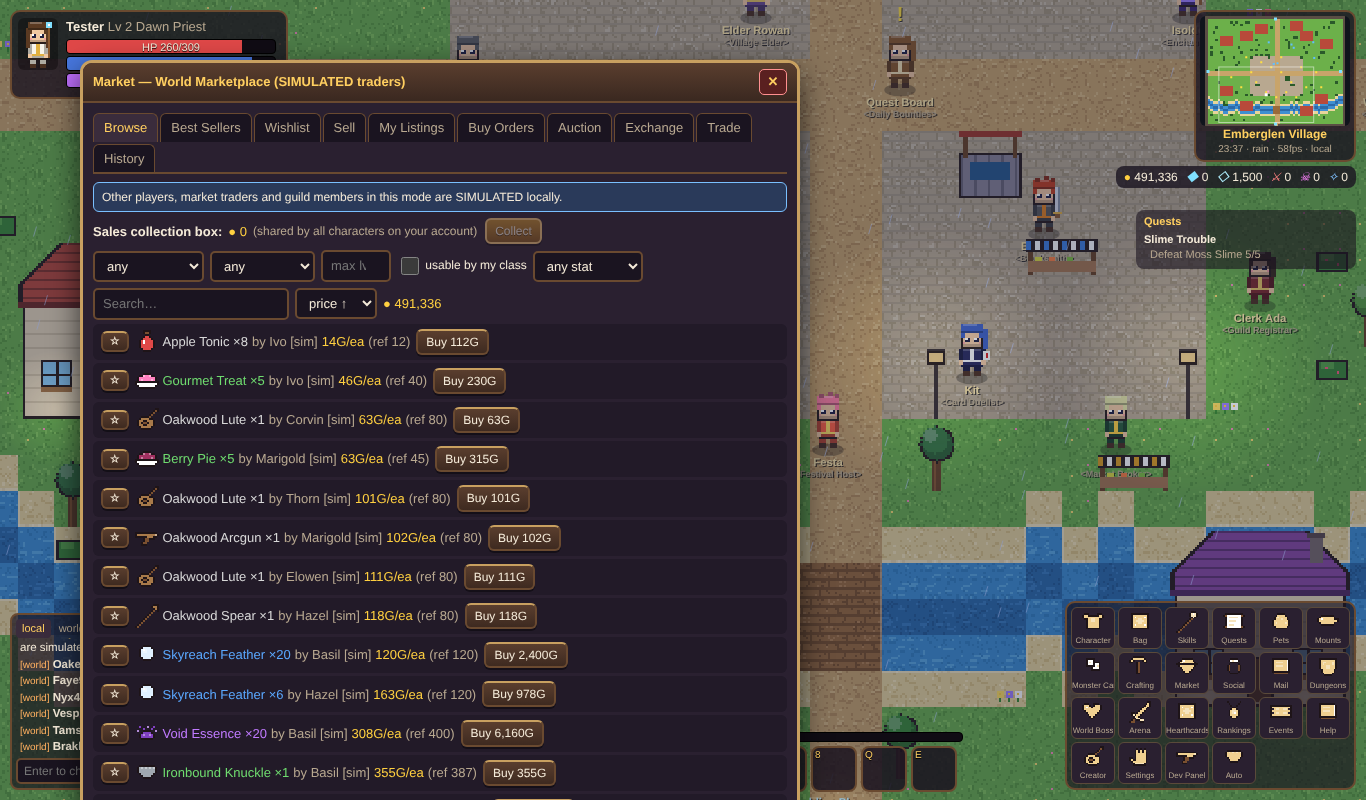 Tester Lv 2 Dawn Priest
HP 260/309
Elder Rowan
<Village Elder>
!
Quest Board
<Daily Bounties>
Emberglen Village
23:37 · rain · 58fps · local
491,336 0 1,500 0 0 0
Quests
Slime Trouble
Defeat Moss Slime 5/5
Clerk Ada
<Guild Registrar>
Kit
<Card Duelist>
Festa
Festival Host>
Market — World Marketplace (SIMULATED traders)
✕
Browse
Best Sellers
Wishlist
Sell
My Listings
Buy Orders
Auction
Exchange
Trade
History
Other players, market traders and guild members in this mode are SIMULATED locally.
Sales collection box: 0 (shared by all characters on your account) Collect
any any max lv usable by my class any stat
Search… price ↑ 491,336
Apple Tonic ×8 by Ivo [sim] 14G/ea (ref 12) Buy 112G
Gourmet Treat ×5 by Ivo [sim] 46G/ea (ref 40) Buy 230G
Oakwood Lute ×1 by Corvin [sim] 63G/ea (ref 80) Buy 63G
Berry Pie ×5 by Marigold [sim] 63G/ea (ref 45) Buy 315G
Oakwood Lute ×1 by Thorn [sim] 101G/ea (ref 80) Buy 101G
Oakwood Arcgun ×1 by Marigold [sim] 102G/ea (ref 80) Buy 102G
Oakwood Lute ×1 by Elowen [sim] 111G/ea (ref 80) Buy 111G
Oakwood Spear ×1 by Hazel [sim] 118G/ea (ref 80) Buy 118G
Skyreach Feather ×20 by Basil [sim] 120G/ea (ref 120) Buy 2,400G
Skyreach Feather ×6 by Hazel [sim] 163G/ea (ref 120) Buy 978G
Void Essence ×20 by Basil [sim] 308G/ea (ref 400) Buy 6,160G
Ironbound Knuckle ×1 by Basil [sim] 355G/ea (ref 387) Buy 355G
local worl
are simulate
[world] Oake
[world] Faye
[world] Nyx4
[world] Vesp
[world] Tams
[world] Brakl
Enter to ch
8 Q E
Character Bag Skills Quests Pets Mounts
Monster Ca Crafting Market Social Mail Dungeons
World Boss Arena Hearthcards Rankings Events Help
Creator Settings Dev Panel Auto